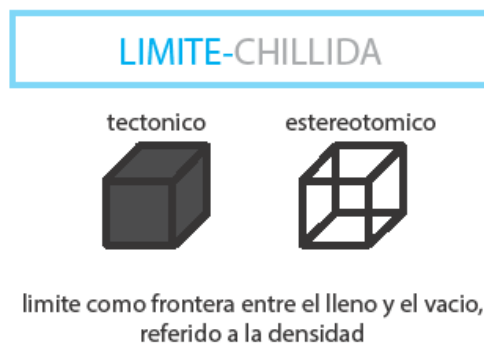 LIMITE-CHILLIDA
tectonico estereotomico
limite como frontera entre el lleno y el vacio,
referido a la densidad